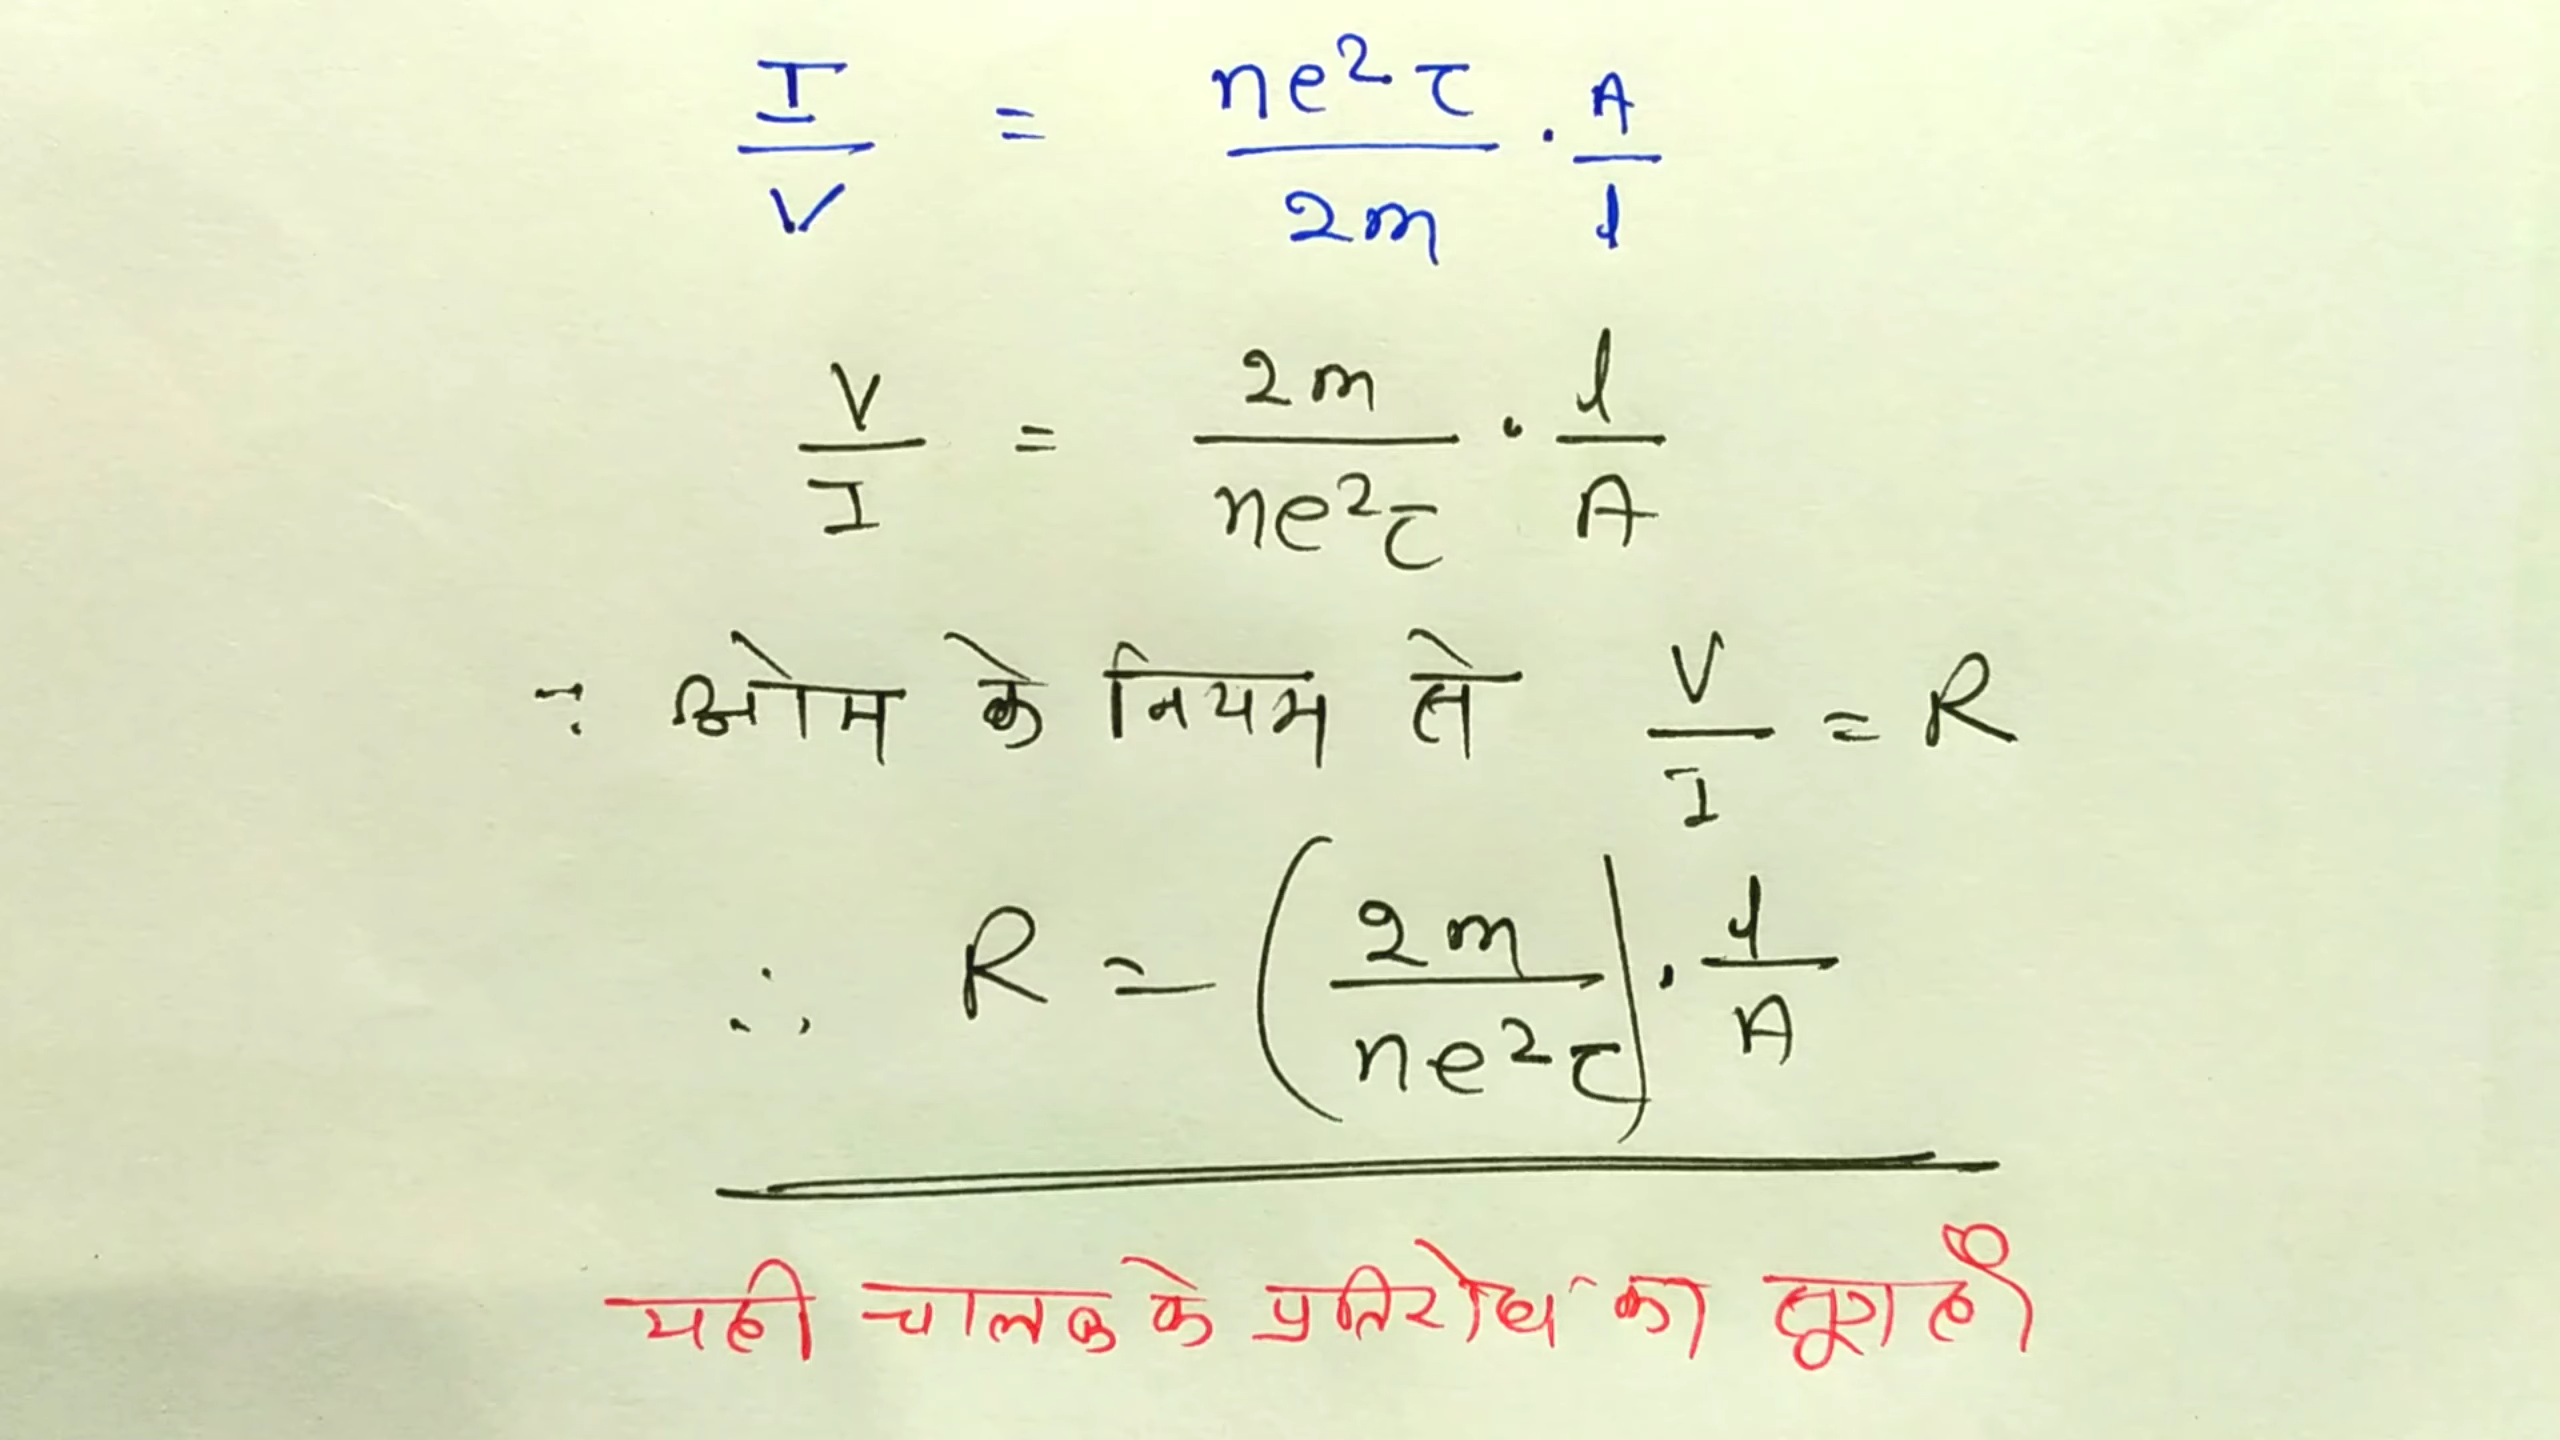 I/V = ne²τ/2m · A/l
V/I = 2m/ne²τ · l/A
∵ ओम के नियम से V/I = R
∴ R = (2m/ne²τ) · l/A
यही चालक के प्रतिरोध का सूत्र है